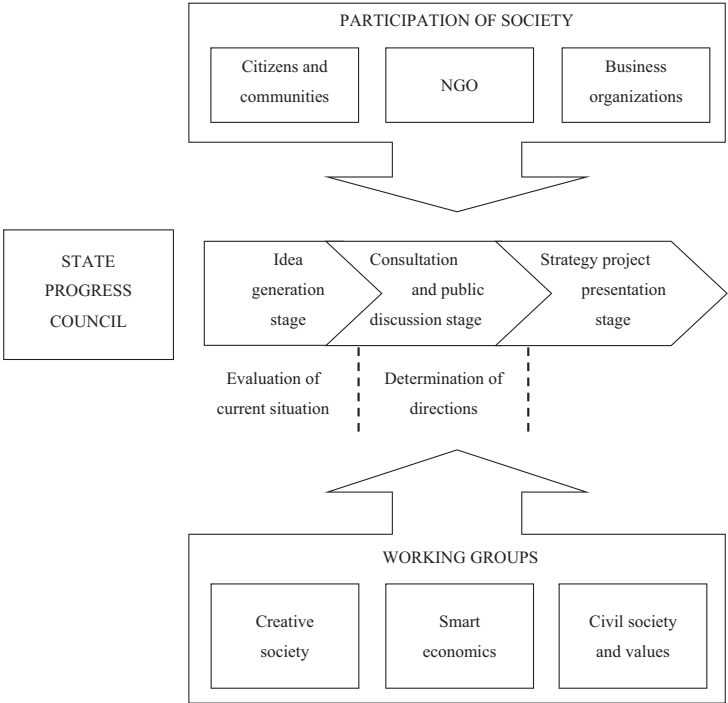 PARTICIPATION OF SOCIETY
Citizens and
communities
NGO
Business
organizations
STATE
PROGRESS
COUNCIL
Idea
generation
stage
Consultation
and public
discussion stage
Strategy project
presentation
stage
Evaluation of
current situation
Determination of
directions
WORKING GROUPS
Creative
society
Smart
economics
Civil society
and values